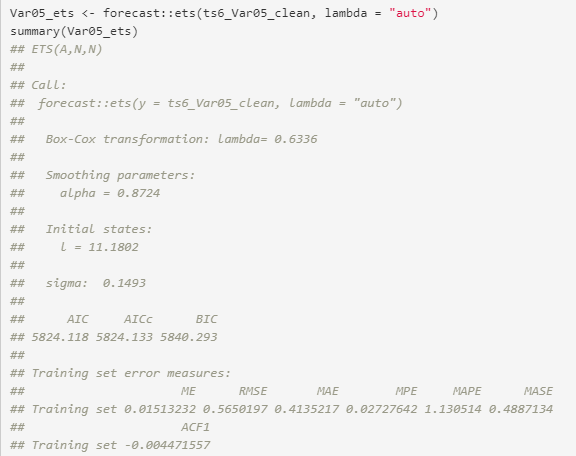 Var05_ets <- forecast::ets(ts6_Var05_clean, lambda = "auto")
summary(Var05_ets)
## ETS(A,N,N)
##
## Call:
##  forecast::ets(y = ts6_Var05_clean, lambda = "auto")
##
##   Box-Cox transformation: lambda= 0.6336
##
##   Smoothing parameters:
##     alpha = 0.8724
##
##   Initial states:
##     l = 11.1802
##
##   sigma:  0.1493
##
##      AIC     AICc      BIC
## 5824.118 5824.133 5840.293
##
## Training set error measures:
##                      ME      RMSE       MAE        MPE     MAPE      MASE
## Training set 0.01513232 0.5650197 0.4135217 0.02727642 1.130514 0.4887134
##                      ACF1
## Training set -0.004471557